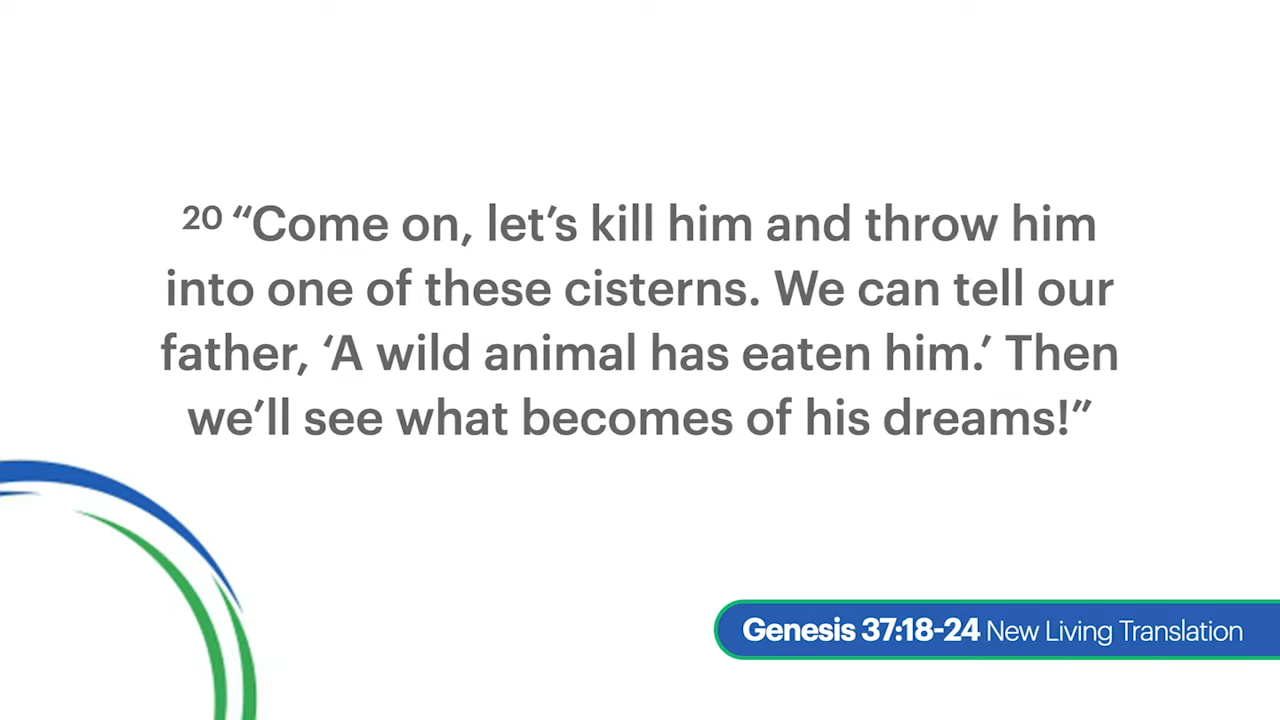 20 “Come on, let’s kill him and throw him
into one of these cisterns. We can tell our
father, ‘A wild animal has eaten him.’ Then
we’ll see what becomes of his dreams!”
Genesis 37:18-24 New Living Translation